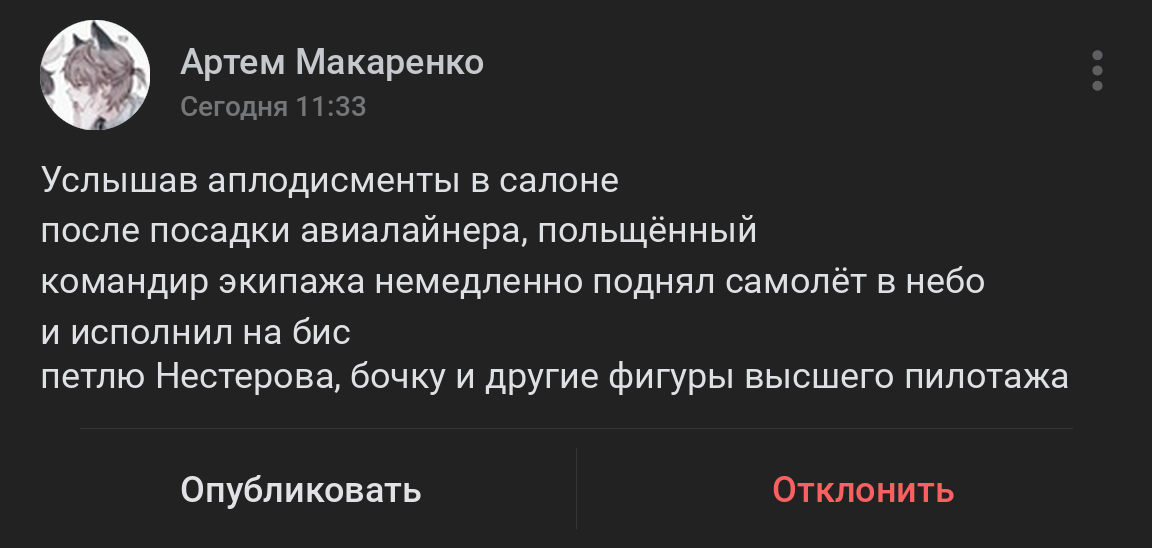 Артем Макаренко
Сегодня 11:33
Услышав аплодисменты в салоне
после посадки авиалайнера, польщённый
командир экипажа немедленно поднял самолёт в небо
и исполнил на бис
петлю Нестерова, бочку и другие фигуры высшего пилотажа
Опубликовать
Отклонить